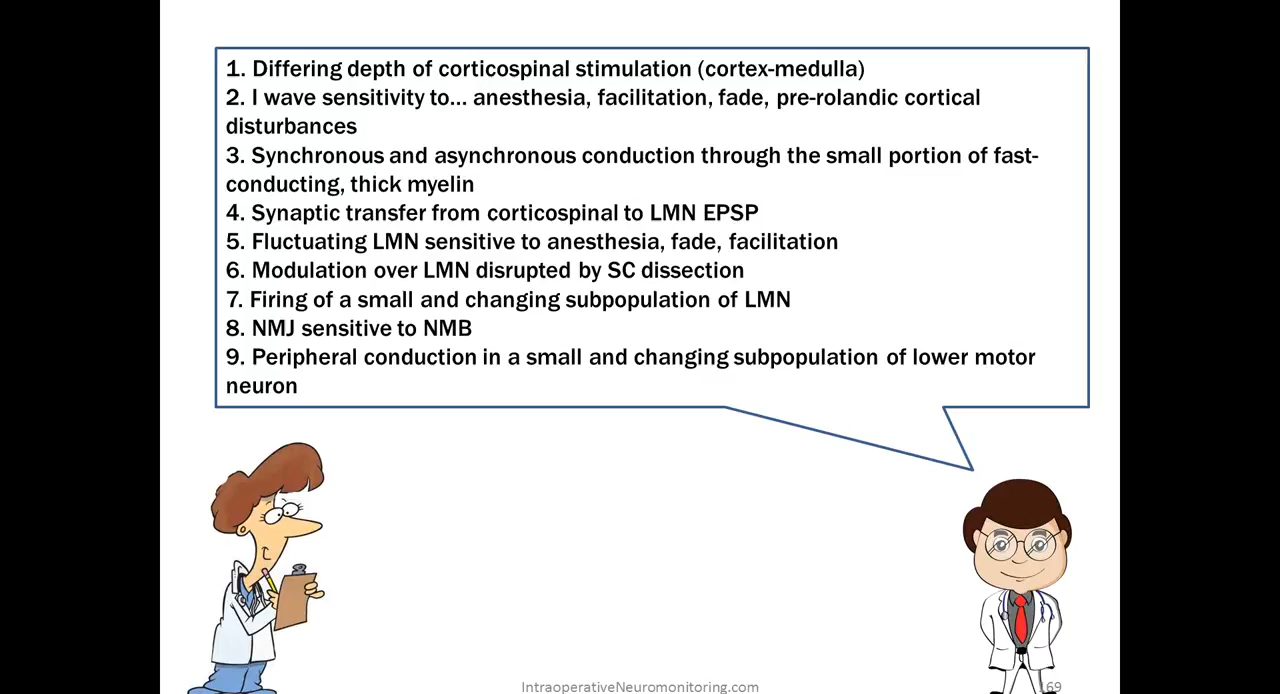 1. Differing depth of corticospinal stimulation (cortex-medulla)
2. I wave sensitivity to... anesthesia, facilitation, fade, pre-rolandic cortical
disturbances
3. Synchronous and asynchronous conduction through the small portion of fast-
conducting, thick myelin
4. Synaptic transfer from corticospinal to LMN EPSP
5. Fluctuating LMN sensitive to anesthesia, fade, facilitation
6. Modulation over LMN disrupted by SC dissection
7. Firing of a small and changing subpopulation of LMN
8. NMJ sensitive to NMB
9. Peripheral conduction in a small and changing subpopulation of lower motor
neuron
IntraoperativeNeuromonitoring.com
169